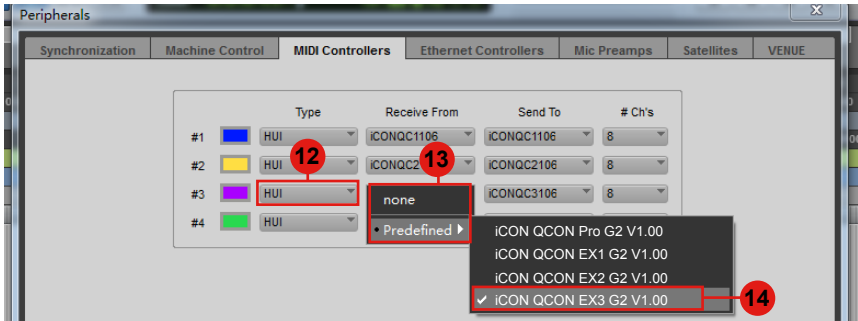 Peripherals
Synchronization Machine Control MIDI Controllers Ethernet Controllers Mic Preamps Satellites VENUE
Type Receive From Send To # Ch's
#1 HUI iCONQC1106 iCONQC1106 8
#2 HUI 12 iCONQC2 13 iCONQC2106 8
#3 HUI none iCONQC3106 8
#4 HUI Predefined iCON QCON Pro G2 V1.00
iCON QCON EX1 G2 V1.00
iCON QCON EX2 G2 V1.00
iCON QCON EX3 G2 V1.00 14